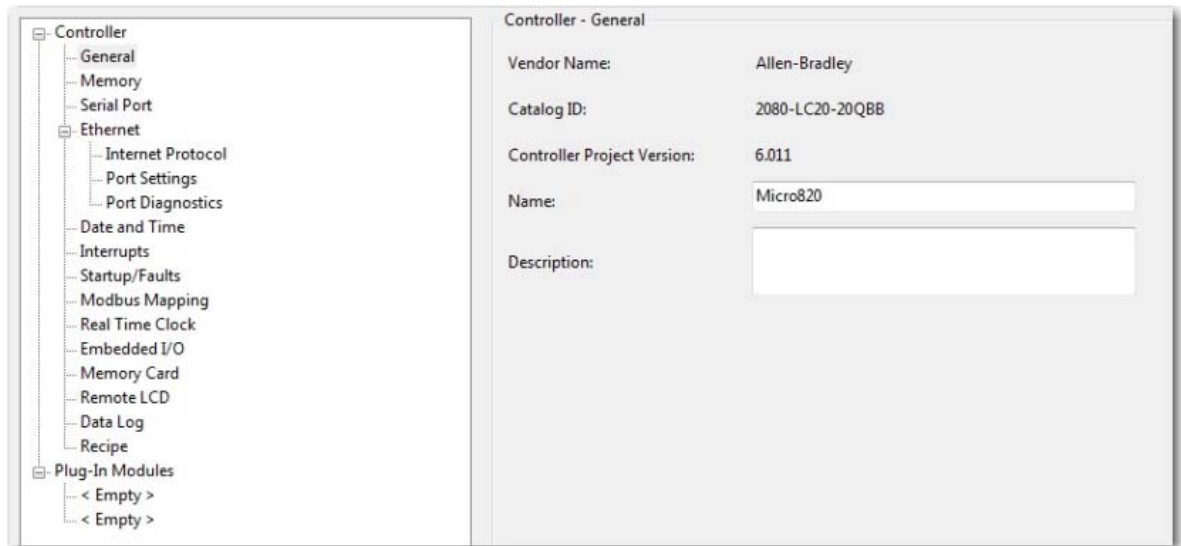 Controller
General
Memory
Serial Port
Ethernet
Internet Protocol
Port Settings
Port Diagnostics
Date and Time
Interrupts
Startup/Faults
Modbus Mapping
Real Time Clock
Embedded I/O
Memory Card
Remote LCD
Data Log
Recipe
Plug-In Modules
< Empty >
< Empty >
Controller - General
Vendor Name: Allen-Bradley
Catalog ID: 2080-LC20-20QBB
Controller Project Version: 6.011
Name: Micro820
Description: